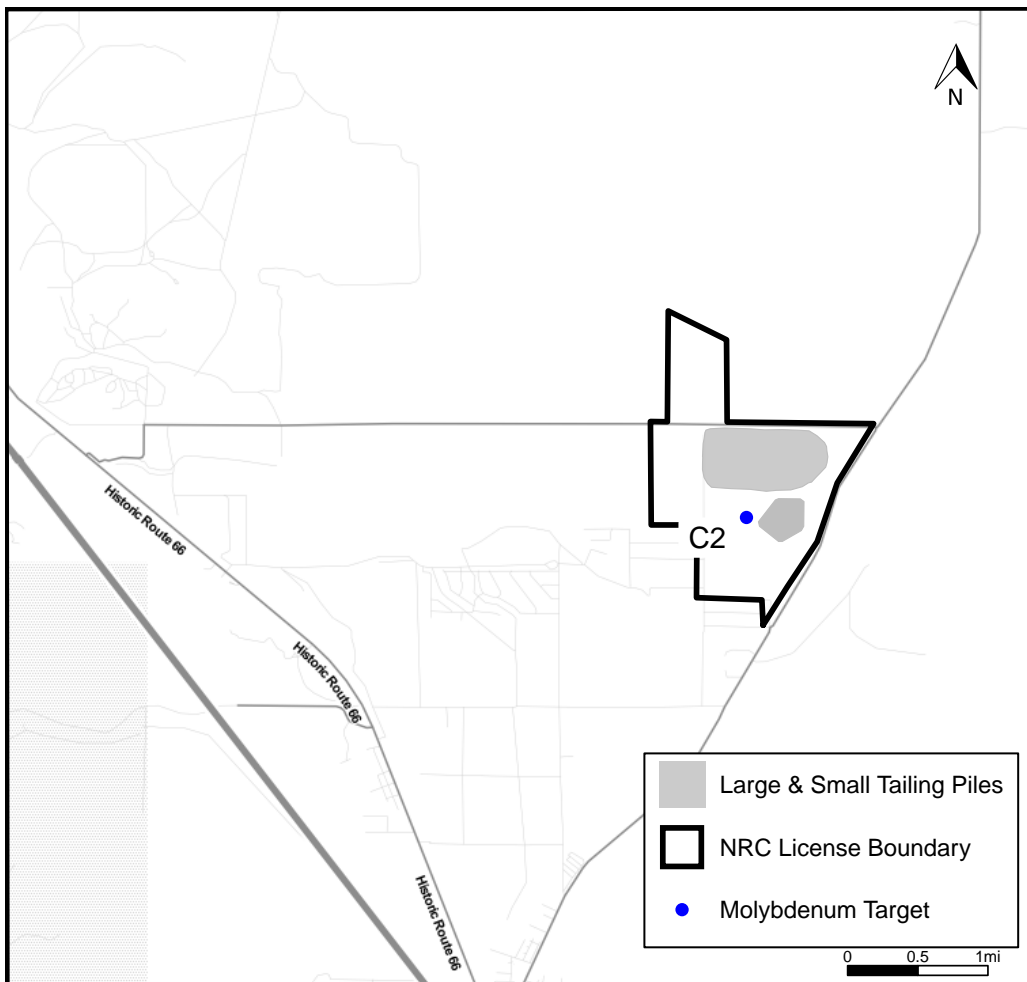 N
Historic Route 66
C2
Historic Route 66
Historic Route 66
Large & Small Tailing Piles
NRC License Boundary
Molybdenum Target
0 0.5 1mi